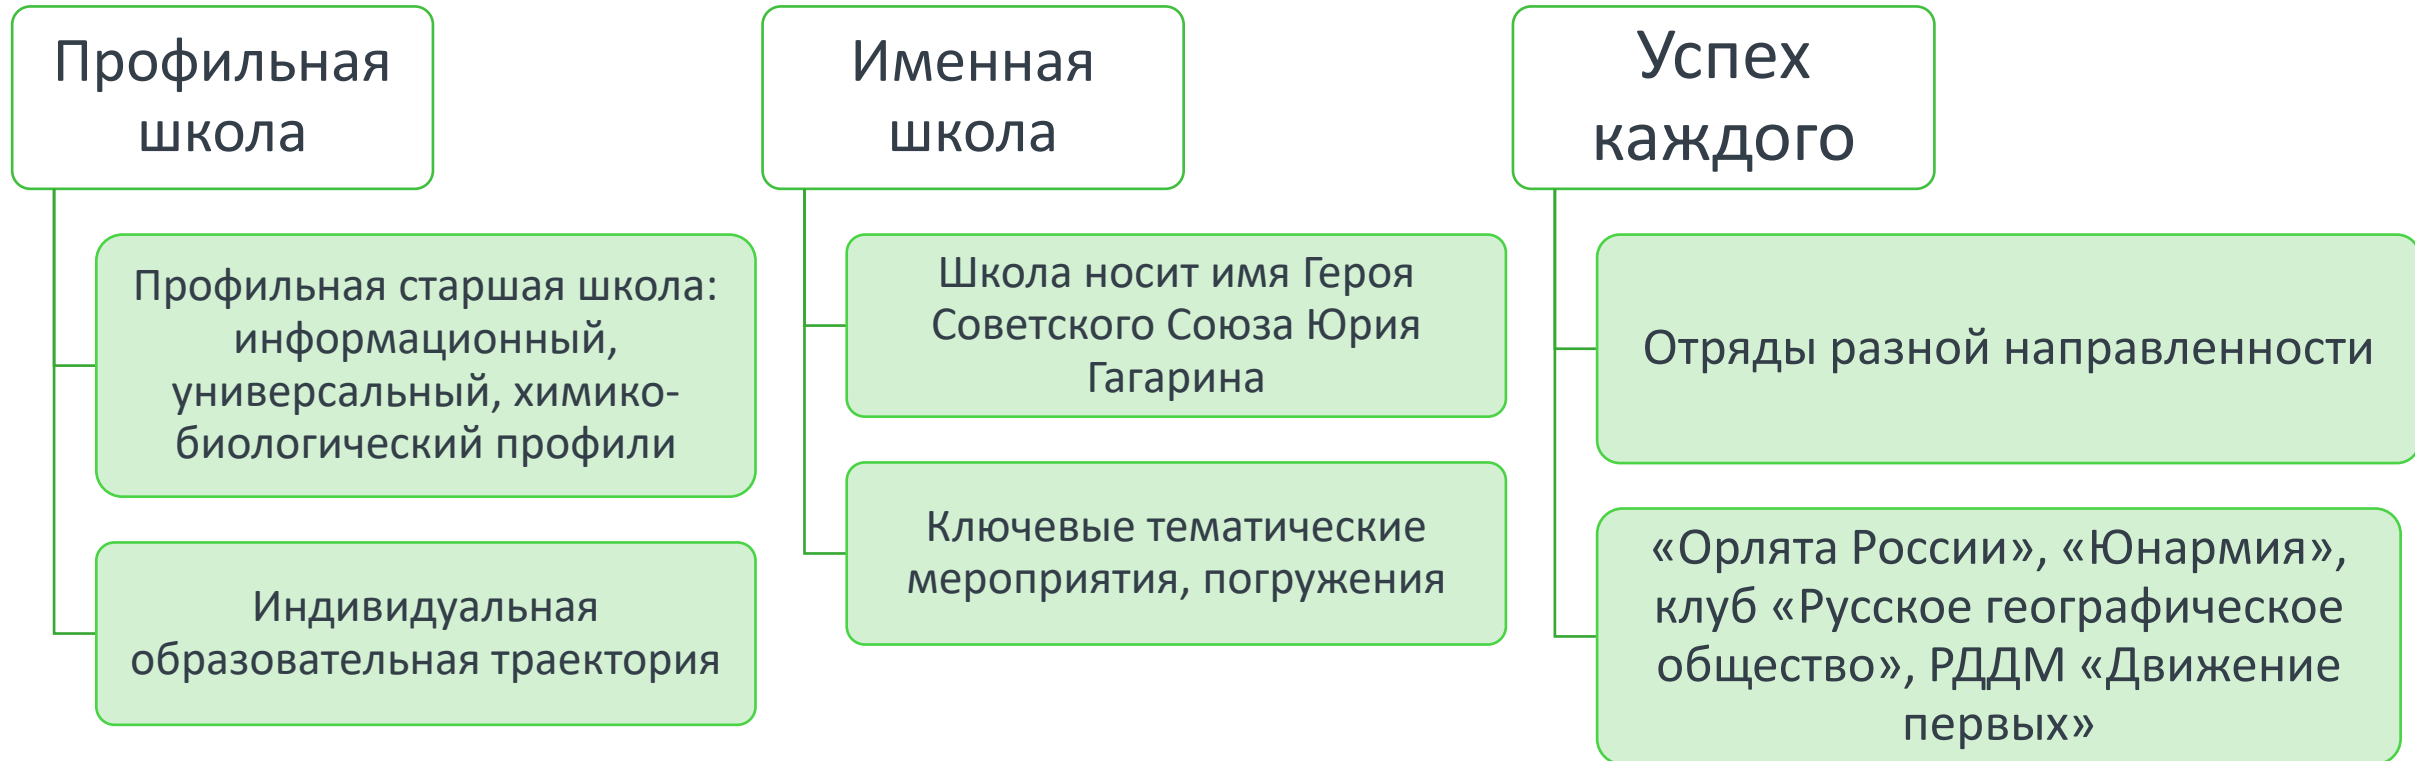 Профильная
школа
Профильная старшая школа:
информационный,
универсальный, химико-
биологический профили
Индивидуальная
образовательная траектория
Именная
школа
Школа носит имя Героя
Советского Союза Юрия
Гагарина
Ключевые тематические
мероприятия, погружения
Успех
каждого
Отряды разной направленности
«Орлята России», «Юнармия»,
клуб «Русское географическое
общество», РДДМ «Движение
первых»